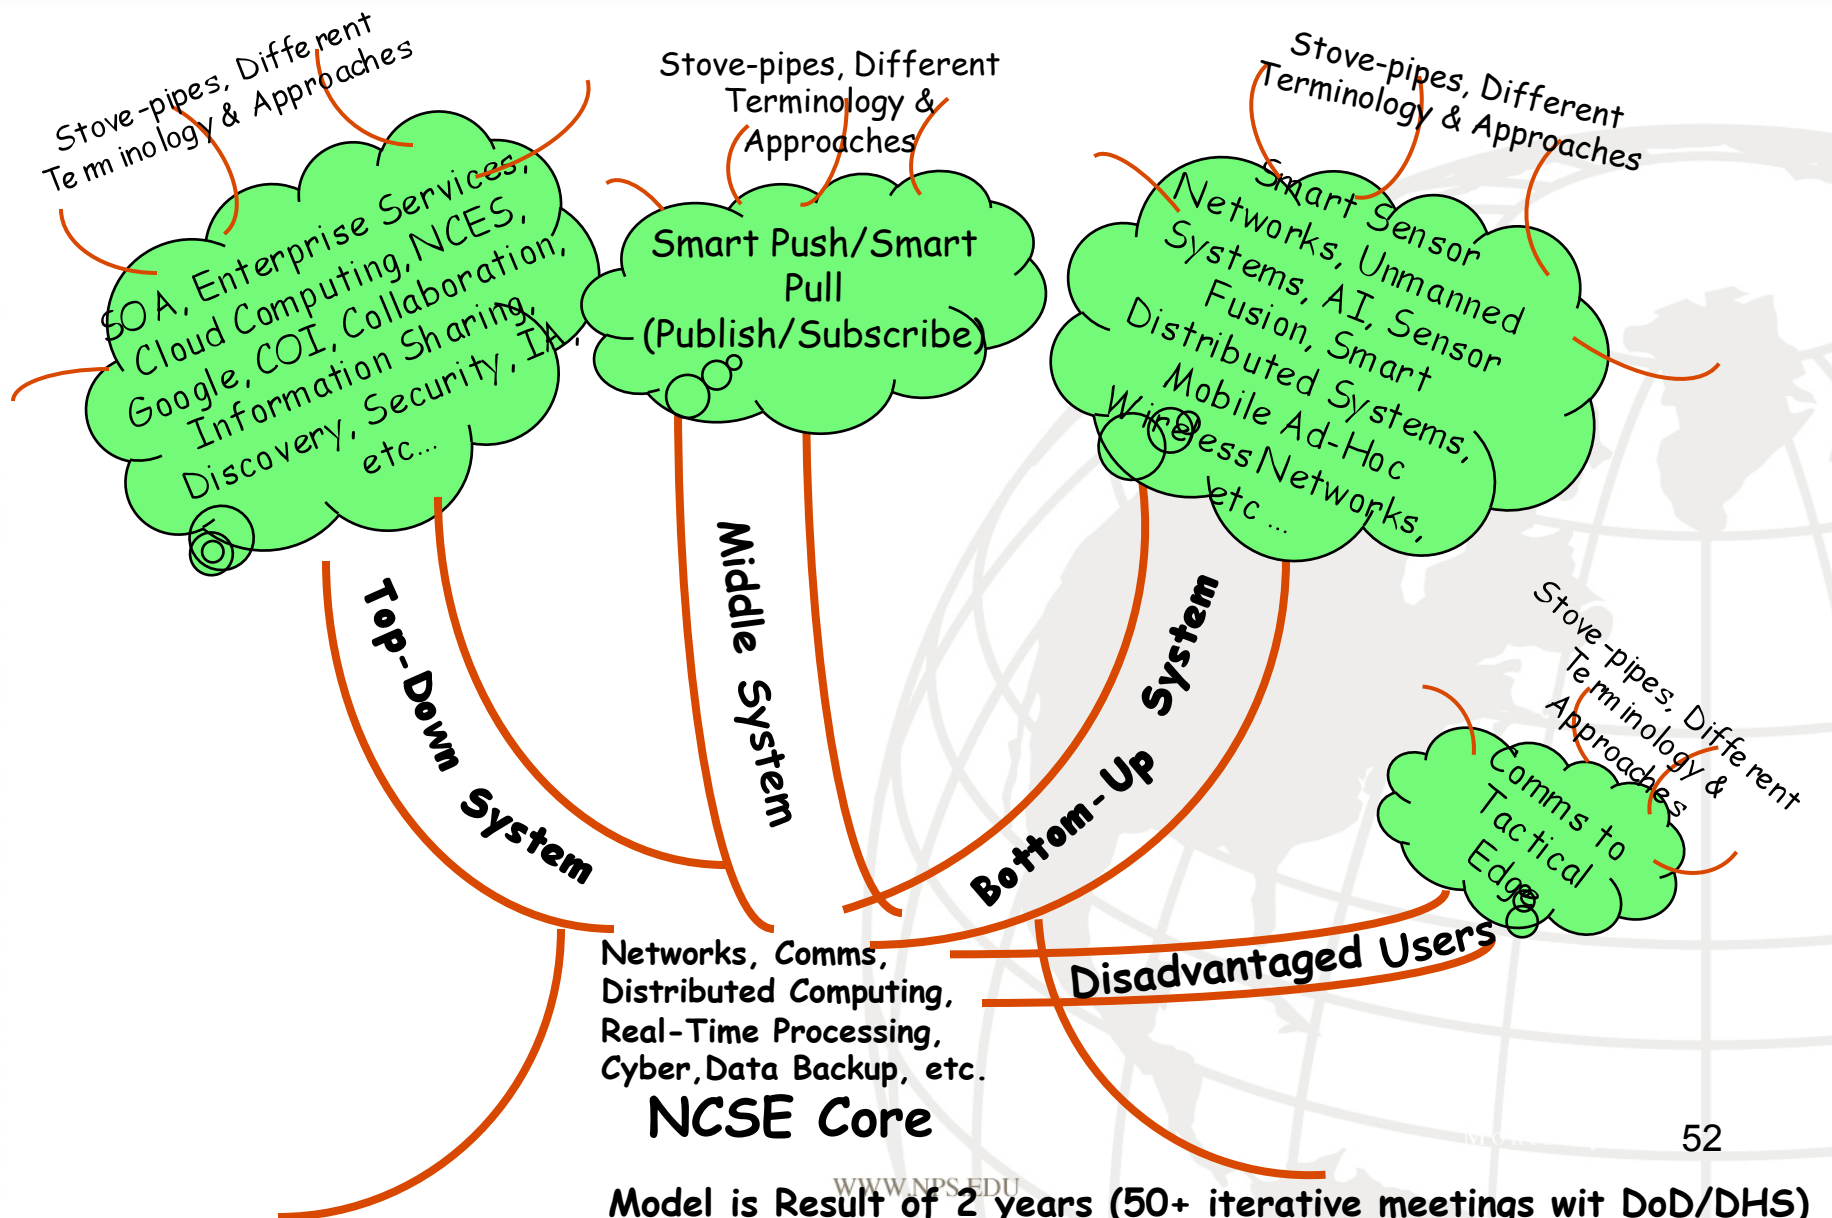 Stove-pipes, Different
Terminology & Approaches
SOA, Enterprise Services,
Cloud Computing, NCES,
Google, COI, Collaboration,
Information Sharing,
Discovery, Security, IA,
etc...
Stove-pipes, Different
Terminology &
Approaches
Smart Push/Smart
Pull
(Publish/Subscribe)
Stove-pipes, Different
Terminology & Approaches
Smart Sensor
Networks, Unmanned
Systems, AI, Sensor
Fusion, Smart
Distributed Systems,
Mobile Ad-Hoc
Wireless Networks,
etc ...
Top-Down System
Middle System
Bottom-Up System
Stove-pipes, Different
Terminology &
Approaches
Comms to
Tactical
Edge
Disadvantaged Users
Networks, Comms,
Distributed Computing,
Real-Time Processing,
Cyber,Data Backup, etc.
NCSE Core
52
WWW.NPS.EDU
Model is Result of 2 years (50+ iterative meetings wit DoD/DHS)